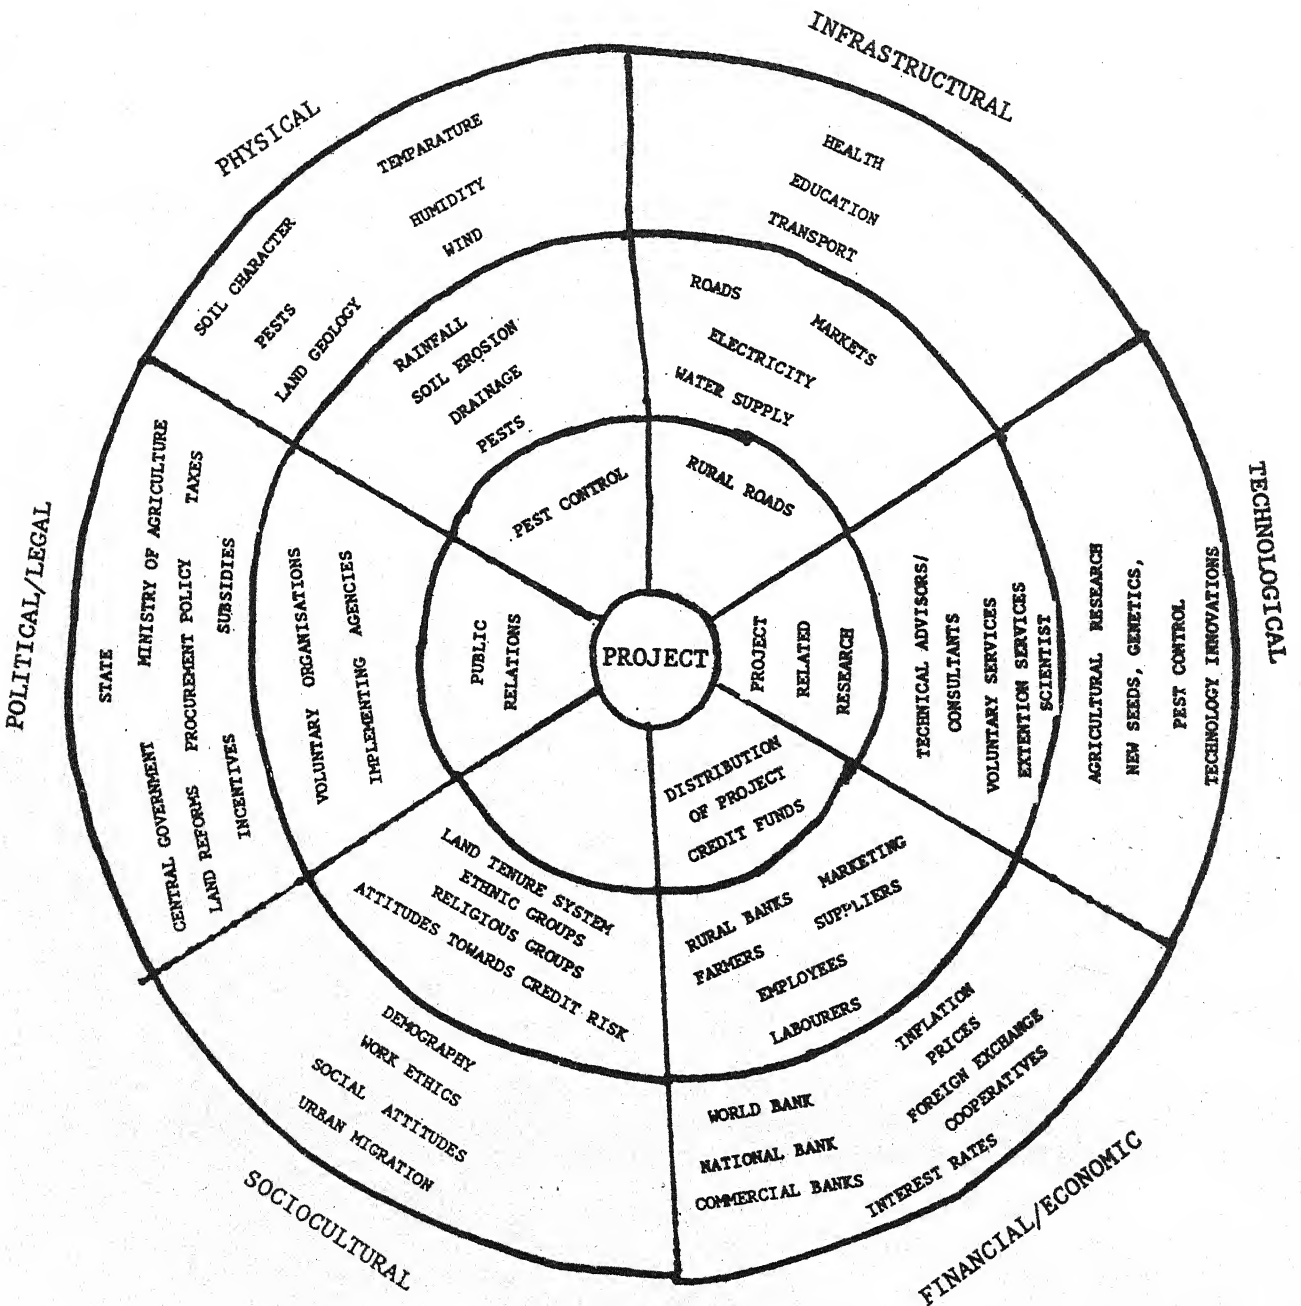 INFRASTRUCTURAL
HEALTH
EDUCATION
TRANSPORT
ROADS
MARKETS
ELECTRICITY
WATER SUPPLY
RURAL ROADS
TECHNOLOGICAL
AGRICULTURAL RESEARCH
NEW SEEDS, GENETICS,
PEST CONTROL
TECHNOLOGY INNOVATIONS
TECHNICAL ADVISORS/
CONSULTANTS
VOLUNTARY SERVICES
EXTENTION SERVICES
SCIENTIST
PROJECT
RELATED
RESEARCH
FINANCIAL/ECONOMIC
INFLATION
PRICES
FOREIGN EXCHANGE
COOPERATIVES
INTEREST RATES
WORLD BANK
NATIONAL BANK
COMMERCIAL BANKS
MARKETING
SUPPLIERS
RURAL BANKS
FARMERS
EMPLOYEES
LABOURERS
DISTRIBUTION
OF PROJECT
CREDIT FUNDS
SOCIOCULTURAL
DEMOGRAPHY
WORK ETHICS
SOCIAL ATTITUDES
URBAN MIGRATION
LAND TENURE SYSTEM
ETHNIC GROUPS
RELIGIOUS GROUPS
ATTITUDES TOWARDS CREDIT RISK
POLITICAL/LEGAL
STATE
CENTRAL GOVERNMENT MINISTRY OF AGRICULTURE
LAND REFORMS PROCUREMENT POLICY TAXES
INCENTIVES SUBSIDIES
VOLUNTARY ORGANISATIONS
IMPLEMENTING AGENCIES
PUBLIC
RELATIONS
PHYSICAL
TEMPARATURE
HUMIDITY
WIND
SOIL CHARACTER
PESTS
LAND GEOLOGY
RAINFALL
SOIL EROSION
DRAINAGE
PESTS
PEST CONTROL
PROJECT